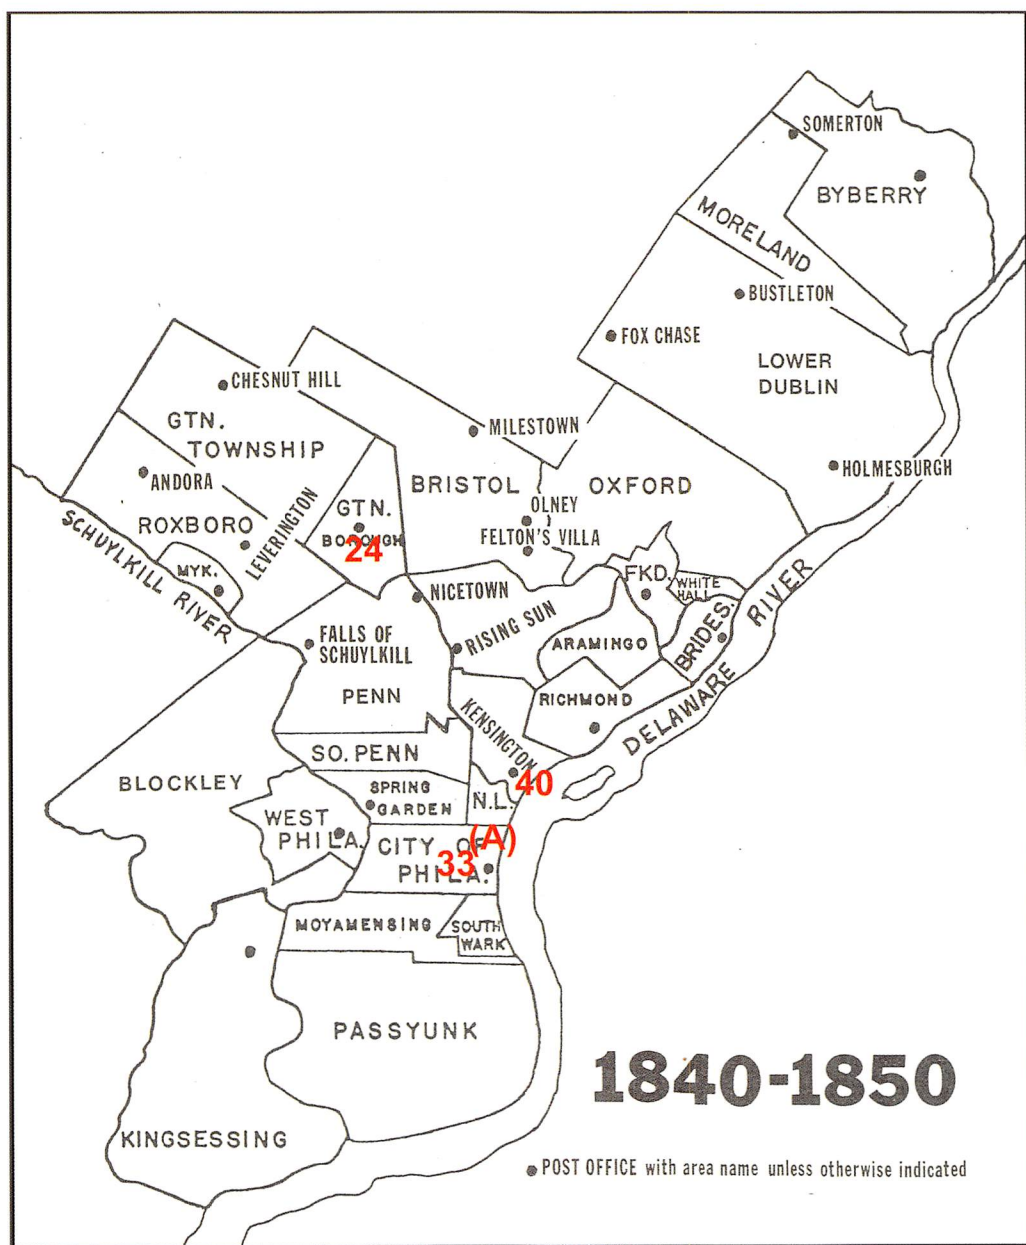 SOMERTON
BYBERRY
MORELAND
BUSTLETON
FOX CHASE
LOWER
DUBLIN
CHESNUT HILL
GTN.
TOWNSHIP
MILESTOWN
HOLMESBURGH
ANDORA
BRISTOL
OXFORD
LEVERINGTON
GTN.
BOROUGH
24
OLNEY
FELTON'S VILLA
ROXBORO
SCHUYLKILL RIVER
MYK.
FKD.
WHITE
HALL
NICETOWN
RISING SUN
BRIDES.
DELAWARE RIVER
FALLS OF
SCHUYLKILL
ARAMINGO
PENN
RICHMOND
KENSINGTON
40
SO. PENN
BLOCKLEY
SPRING
GARDEN
N.L.
WEST
PHILA.
CITY OF
PHILA.
(A)
33
MOYAMENSING
SOUTH
WARK
PASSYUNK
1840-1850
KINGSESSING
POST OFFICE with area name unless otherwise indicated